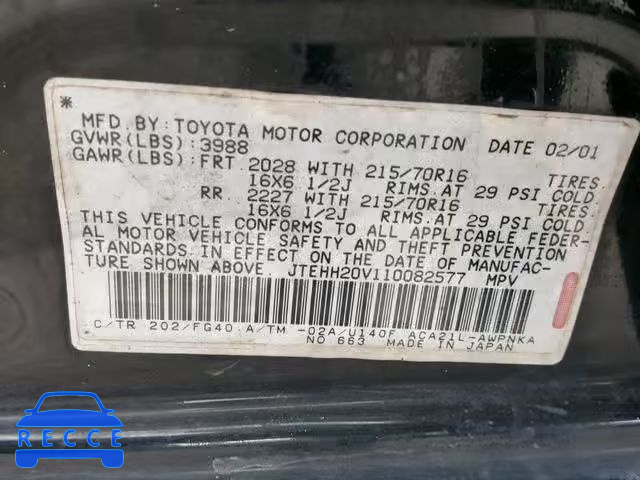 * MFD.BY:TOYOTA MOTOR CORPORATION DATE 02/01
GVWR(LBS):3988
GAWR(LBS):FRT 2028 WITH 215/70R16 TIRES.
16X6 1/2J RIMS.AT 29 PSI COLD
RR 2227 WITH 215/70R16 TIRES.
16X6 1/2J RIMS.AT 29 PSI COLD
THIS VEHICLE CONFORMS TO ALL APPLICABLE FEDER-
AL MOTOR VEHICLE SAFETY AND THEFT PREVENTION
STANDARDS IN EFFECT ON THE DATE OF MANUFAC-
TURE SHOWN ABOVE JTEHH20V110082577 MPV
*
C/TR 202/FG40 A/TM -02A/U140F ACA21L-AWPNKA
NO 663 MADE IN JAPAN
RECCE